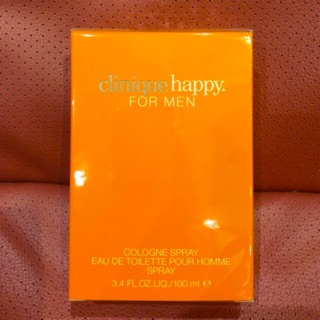 clinique happy.
FOR MEN
COLOGNE SPRAY
EAU DE TOILETTE POUR HOMME
SPRAY
3.4 FL.OZ.LIQ./100 ml ℮